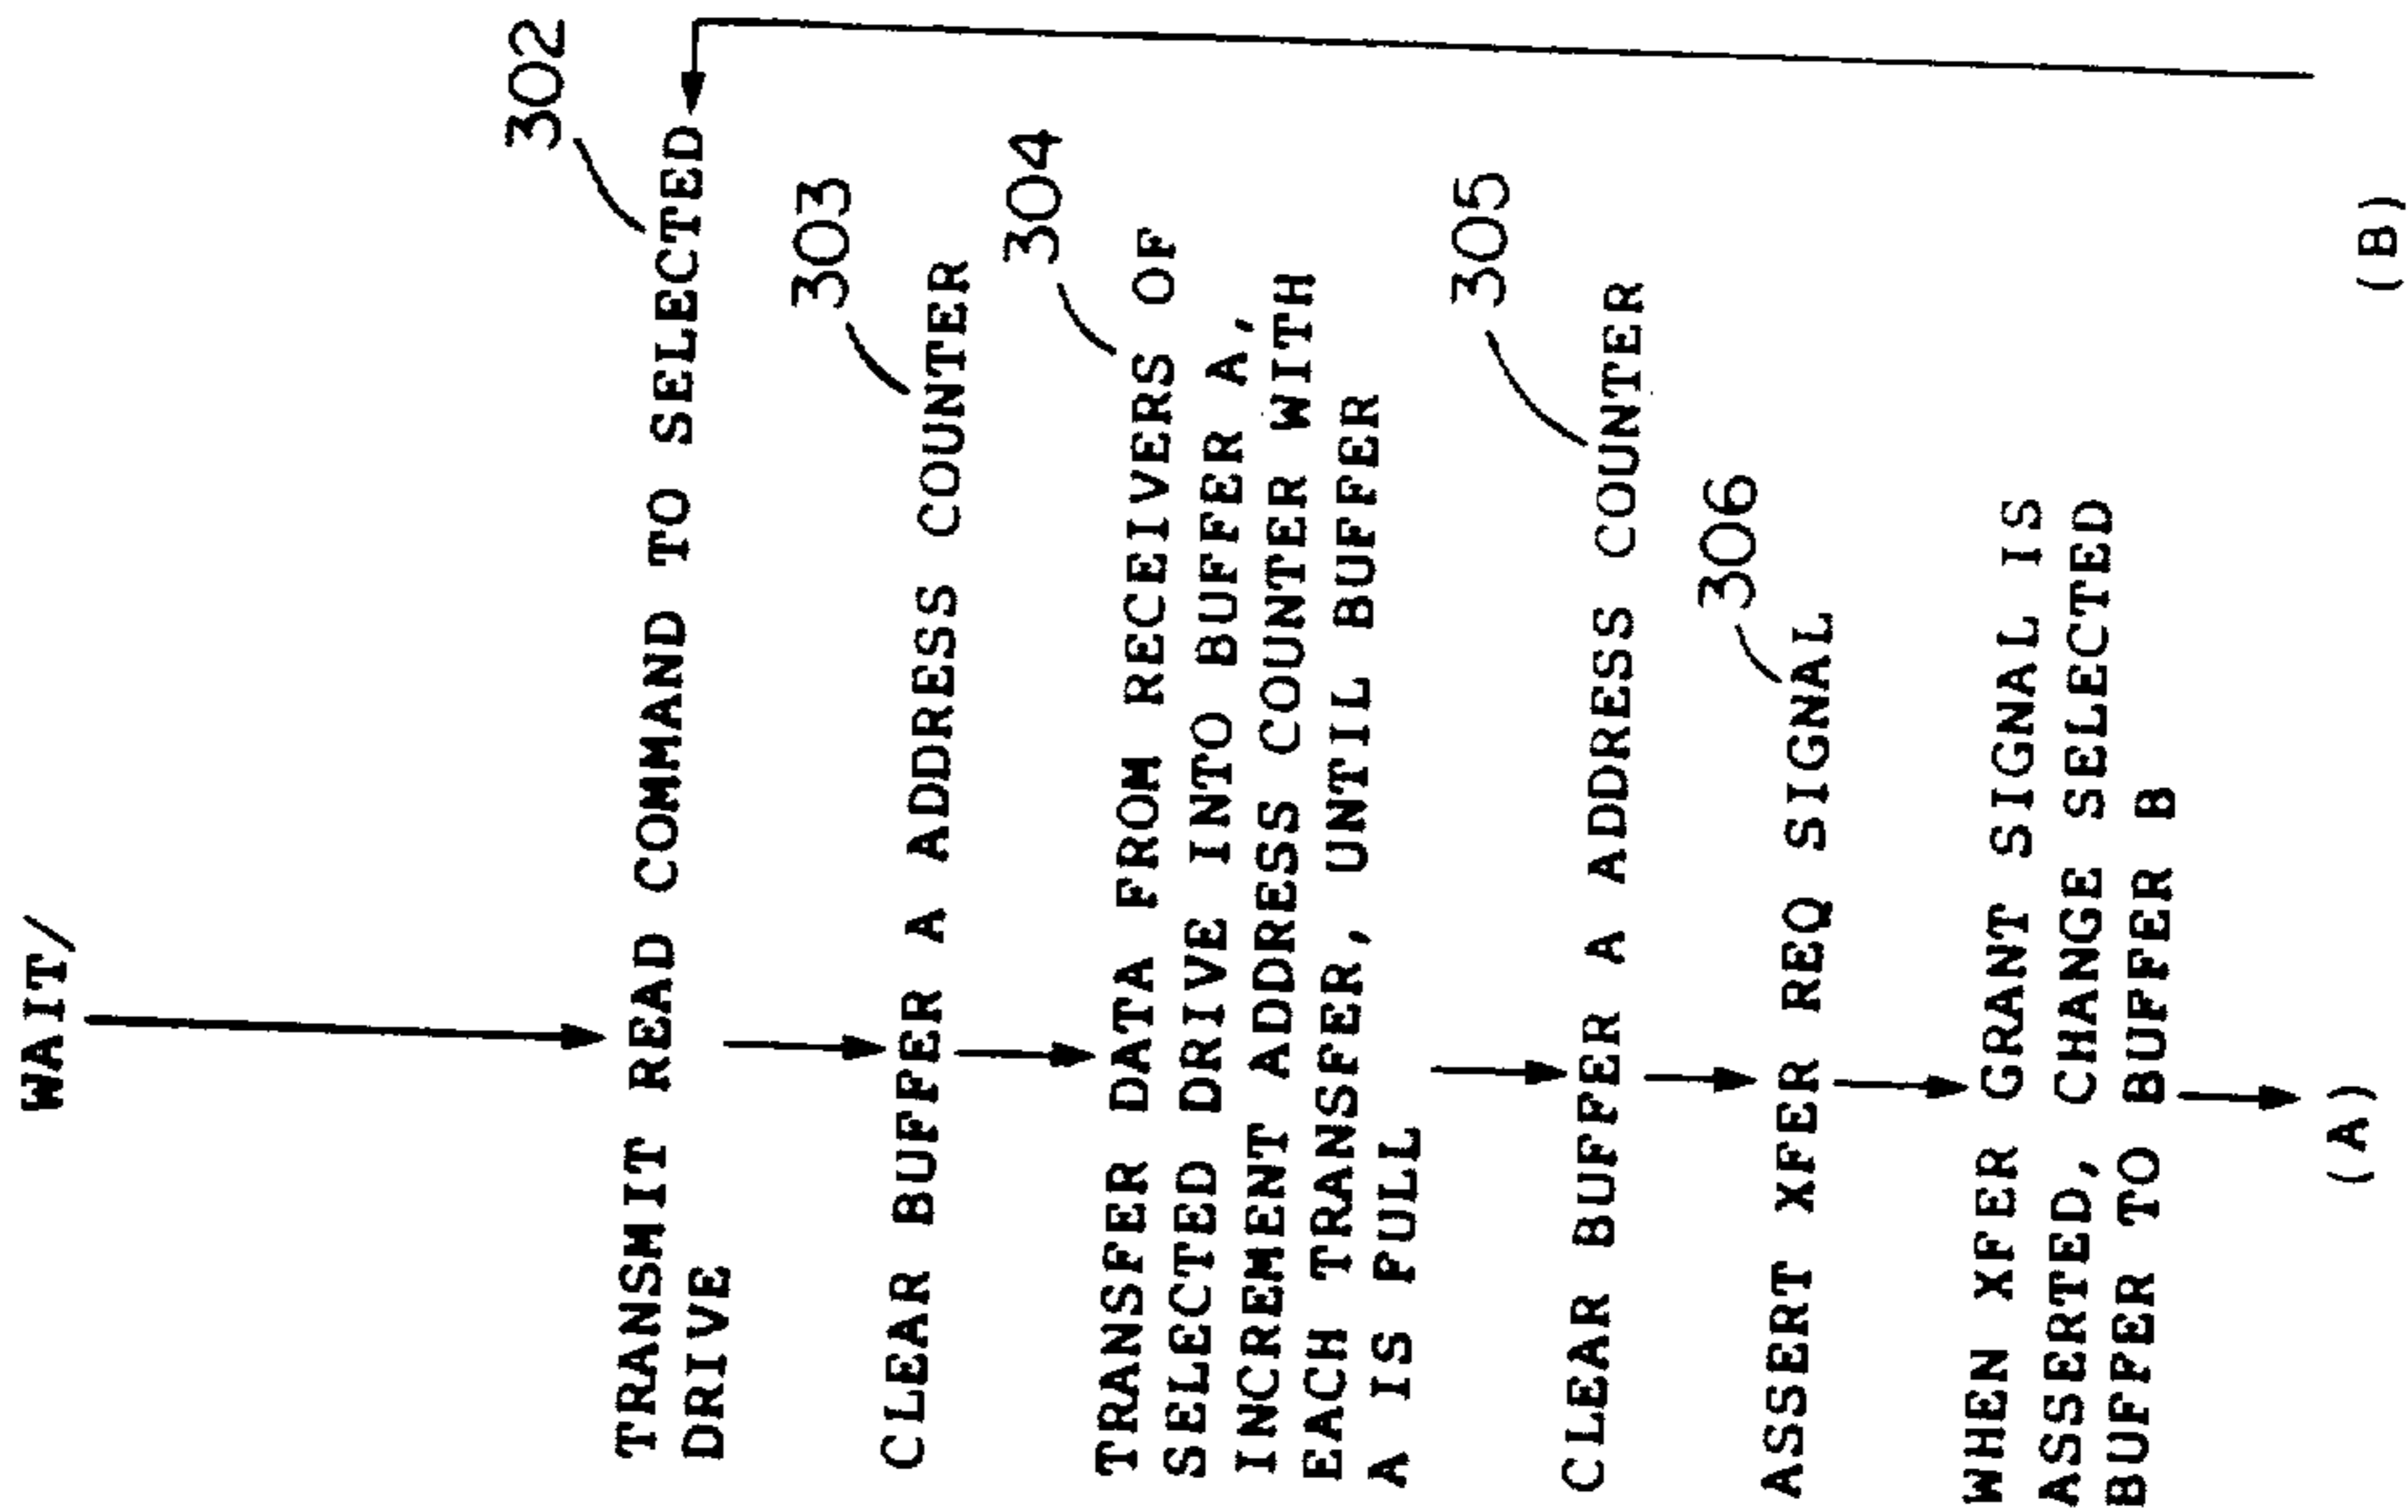 WAIT/
302
TRANSMIT READ COMMAND TO SELECTED
DRIVE
303
CLEAR BUFFER A ADDRESS COUNTER
304
TRANSFER DATA FROM RECEIVERS OF
SELECTED DRIVE INTO BUFFER A,
INCREMENT ADDRESS COUNTER WITH
EACH TRANSFER, UNTIL BUFFER
A IS FULL
305
CLEAR BUFFER A ADDRESS COUNTER
306
ASSERT XFER REQ SIGNAL
WHEN XFER GRANT SIGNAL IS
ASSERTED, CHANGE SELECTED
BUFFER TO BUFFER B
(A)
(B)